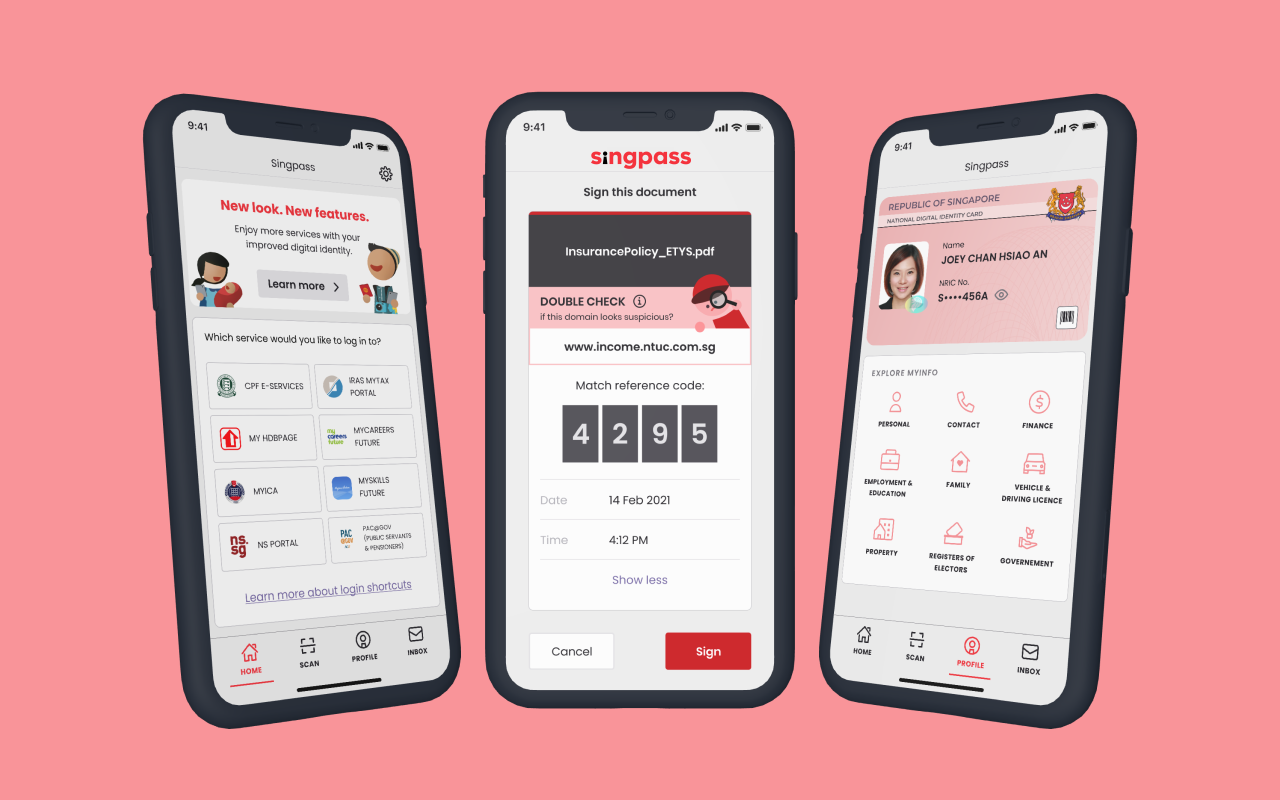 9:41
Singpass
New look. New features.
Enjoy more services with your
improved digital identity.
Learn more
Which service would you like to log in to?
CPF E-SERVICES
IRAS MYTAX
PORTAL
MY HDBPAGE
my
careers
future
MYCAREERS
FUTURE
MYICA
MYSKILLS
FUTURE
ns.
sg
NS PORTAL
PAC
@GOV
PAC@GOV
(PUBLIC SERVANTS
& PENSIONERS)
Learn more about login shortcuts
HOME
SCAN
PROFILE
INBOX
9:41
singpass
Sign this document
InsurancePolicy_ETYS.pdf
DOUBLE CHECK
if this domain looks suspicious?
www.income.ntuc.com.sg
Match reference code:
4 2 9 5
Date 14 Feb 2021
Time 4:12 PM
Show less
Cancel Sign
9:41
Singpass
REPUBLIC OF SINGAPORE
NATIONAL DIGITAL IDENTITY CARD
Name
JOEY CHAN HSIAO AN
NRIC No.
S••••456A
EXPLORE MYINFO
PERSONAL
CONTACT
FINANCE
EMPLOYMENT &
EDUCATION
FAMILY
VEHICLE &
DRIVING LICENCE
PROPERTY
REGISTERS OF
ELECTORS
GOVERNEMENT
HOME
SCAN
PROFILE
INBOX